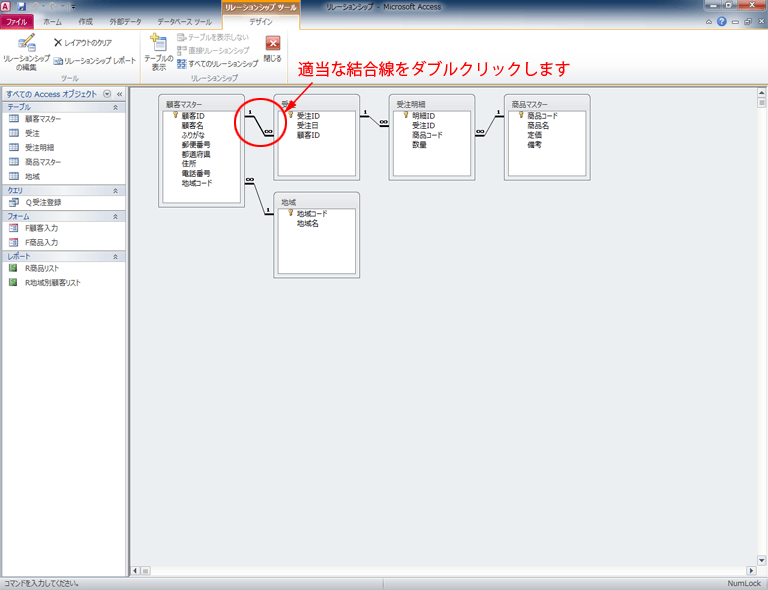 リレーションシップ ツール
リレーションシップ - Microsoft Access
ファイル ホーム 作成 外部データ データベース ツール デザイン
リレーションシップ
の編集
レイアウトのクリア
リレーションシップ レポート
ツール
テーブルの
表示
テーブルを表示しない
直接リレーションシップ
すべてのリレーションシップ
閉じる
リレーションシップ
適当な結合線をダブルクリックします
すべての Access オブジェクト
テーブル
顧客マスター
受注
受注明細
商品マスター
地域
クエリ
Q受注登録
フォーム
F顧客入力
F商品入力
レポート
R商品リスト
R地域別顧客リスト
顧客マスター
顧客ID
顧客名
ふりがな
郵便番号
都道府県
住所
電話番号
地域コード
1
∞
受注ID
受注日
顧客ID
1
∞
受注明細
明細ID
受注ID
商品コード
数量
1
∞
商品マスター
商品コード
商品名
定価
備考
∞
1
地域
地域コード
地域名
コマンドを入力してください。
NumLock